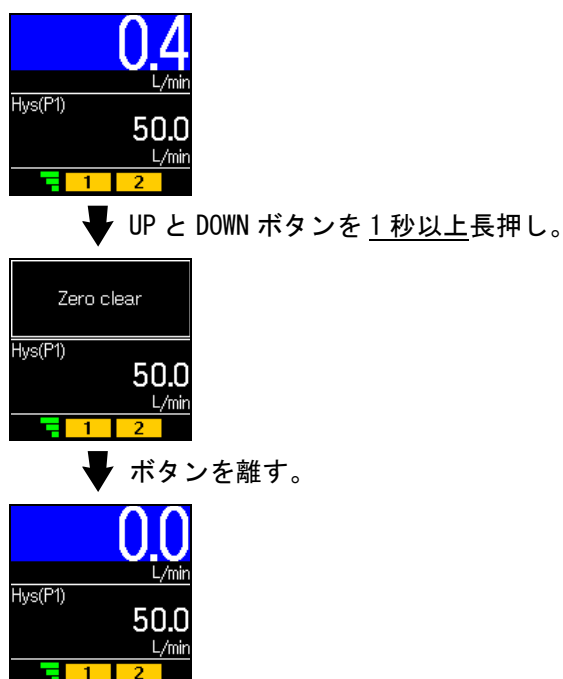 0.4
L/min
Hys(P1)
50.0
L/min
1 2
UP と DOWN ボタンを 1 秒以上長押し。
Zero clear
Hys(P1)
50.0
L/min
1 2
ボタンを離す。
0.0
L/min
Hys(P1)
50.0
L/min
1 2